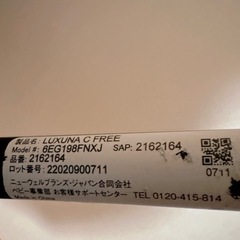 製品名: LUXUNA C FREE
Model #: 6EG198FNXJ SAP: 2162164
品番: 2162164
ロット番号: 22020900711
0711
ニューウェルブランズ・ジャパン合同会社
ベビー事業部 お客様サポートセンター TEL 0120-415-814
Made in China